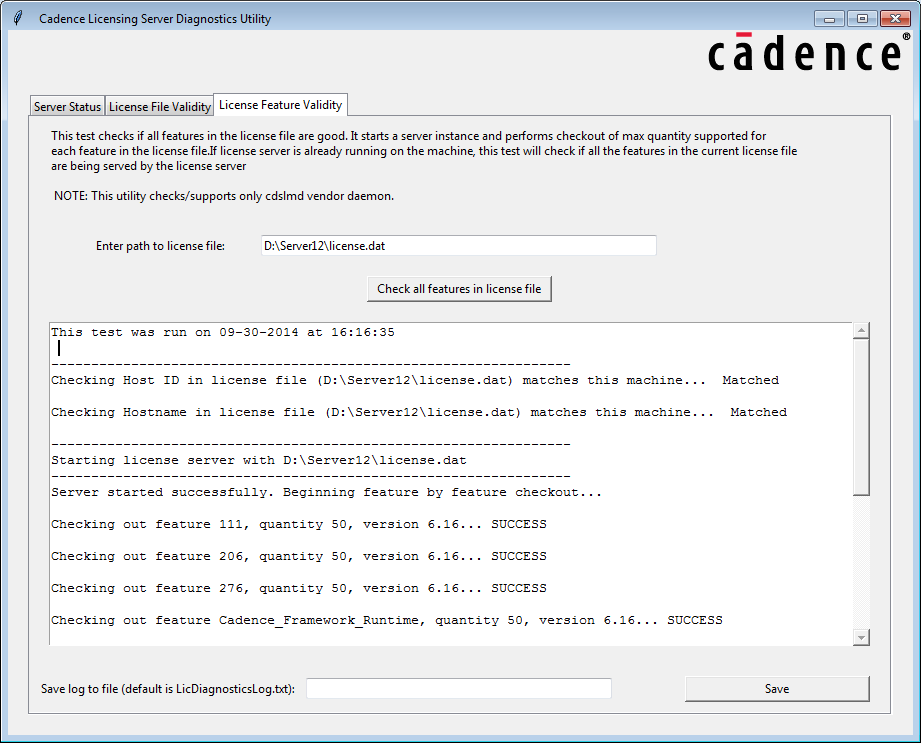 Cadence Licensing Server Diagnostics Utility
cādence®
Server Status License File Validity License Feature Validity
This test checks if all features in the license file are good. It starts a server instance and performs checkout of max quantity supported for
each feature in the license file.If license server is already running on the machine, this test will check if all the features in the current license file
are being served by the license server
NOTE: This utility checks/supports only cdslmd vendor daemon.
Enter path to license file: D:\Server12\license.dat
Check all features in license file
This test was run on 09-30-2014 at 16:16:35
-----------------------------------------------------------------
Checking Host ID in license file (D:\Server12\license.dat) matches this machine... Matched
Checking Hostname in license file (D:\Server12\license.dat) matches this machine... Matched
-----------------------------------------------------------------
Starting license server with D:\Server12\license.dat
-----------------------------------------------------------------
Server started successfully. Beginning feature by feature checkout...
Checking out feature 111, quantity 50, version 6.16... SUCCESS
Checking out feature 206, quantity 50, version 6.16... SUCCESS
Checking out feature 276, quantity 50, version 6.16... SUCCESS
Checking out feature Cadence_Framework_Runtime, quantity 50, version 6.16... SUCCESS
Save log to file (default is LicDiagnosticsLog.txt): Save